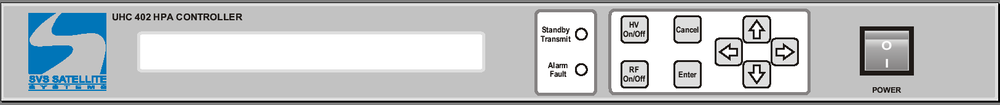 UHC 402 HPA CONTROLLER
SVS SATELLITE
SYSTEMS
Standby
Transmit
Alarm
Fault
HV
On/Off
Cancel
RF
On/Off
Enter
O
I
POWER